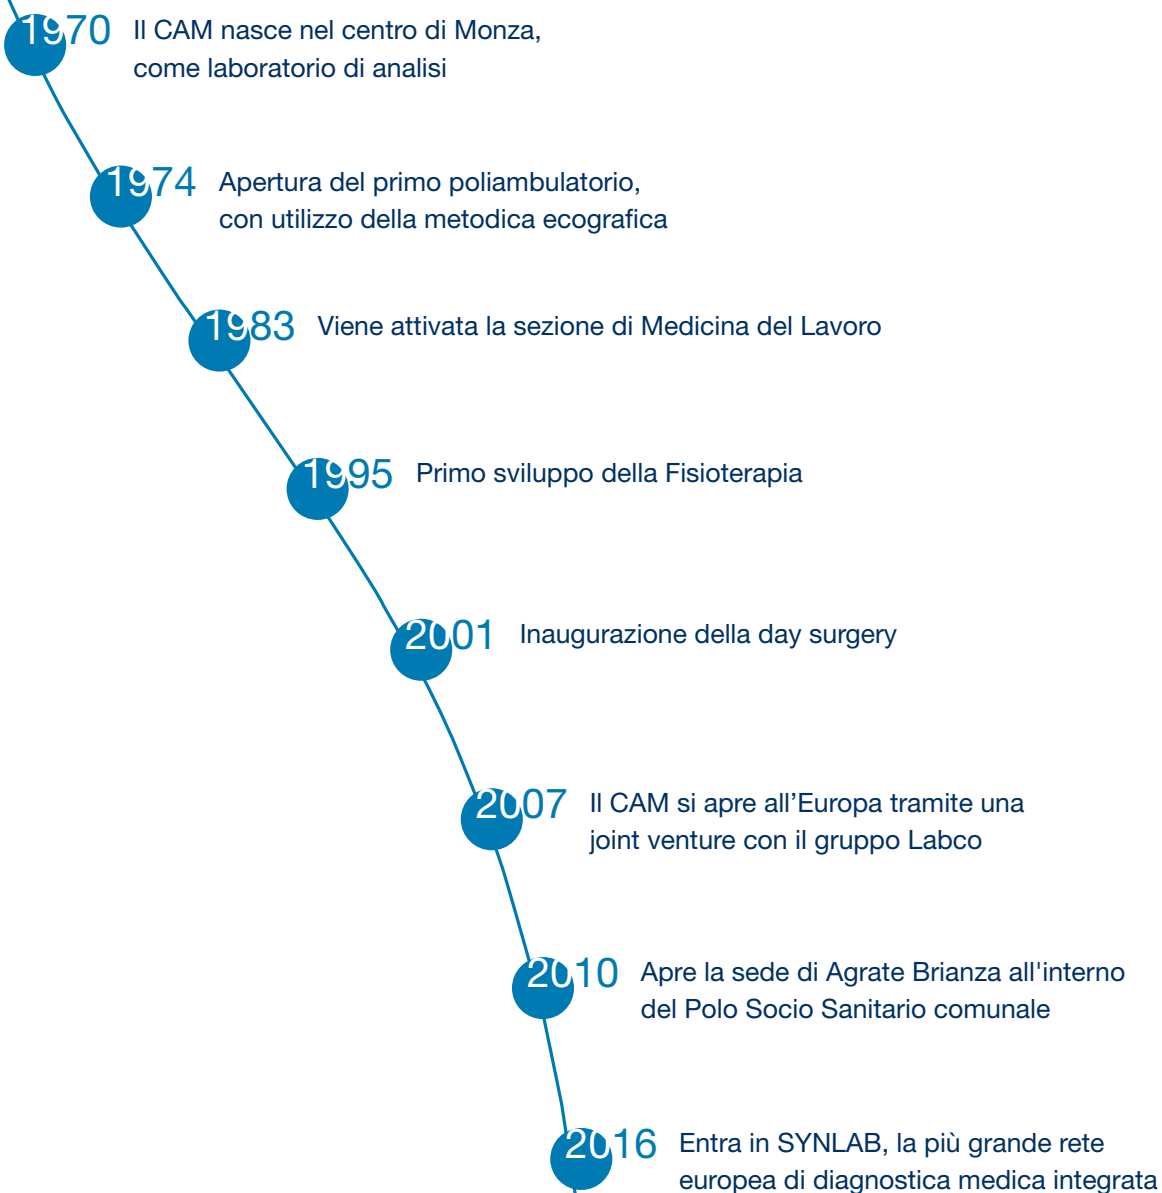 1970 Il CAM nasce nel centro di Monza,
come laboratorio di analisi
1974 Apertura del primo poliambulatorio,
con utilizzo della metodica ecografica
1983 Viene attivata la sezione di Medicina del Lavoro
1995 Primo sviluppo della Fisioterapia
2001 Inaugurazione della day surgery
2007 Il CAM si apre all’Europa tramite una
joint venture con il gruppo Labco
2010 Apre la sede di Agrate Brianza all'interno
del Polo Socio Sanitario comunale
2016 Entra in SYNLAB, la più grande rete
europea di diagnostica medica integrata